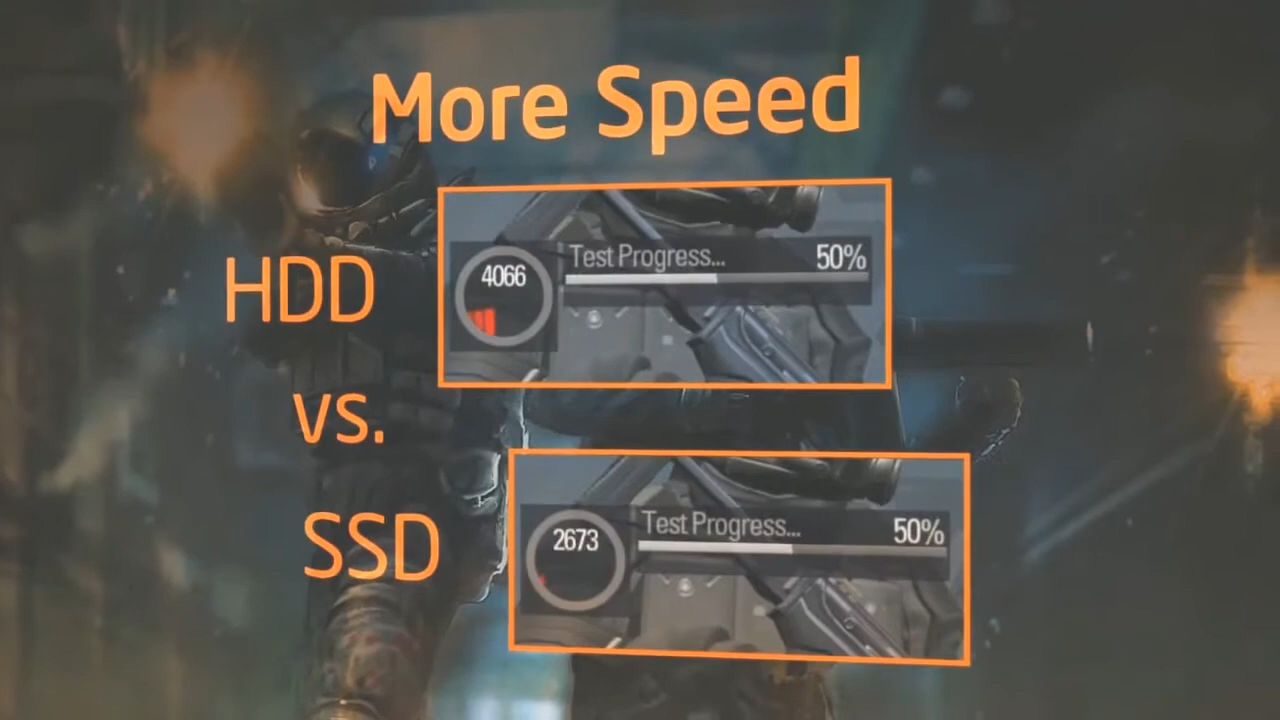 More Speed
HDD
4066
Test Progress...
50%
vs.
SSD
2673
Test Progress...
50%